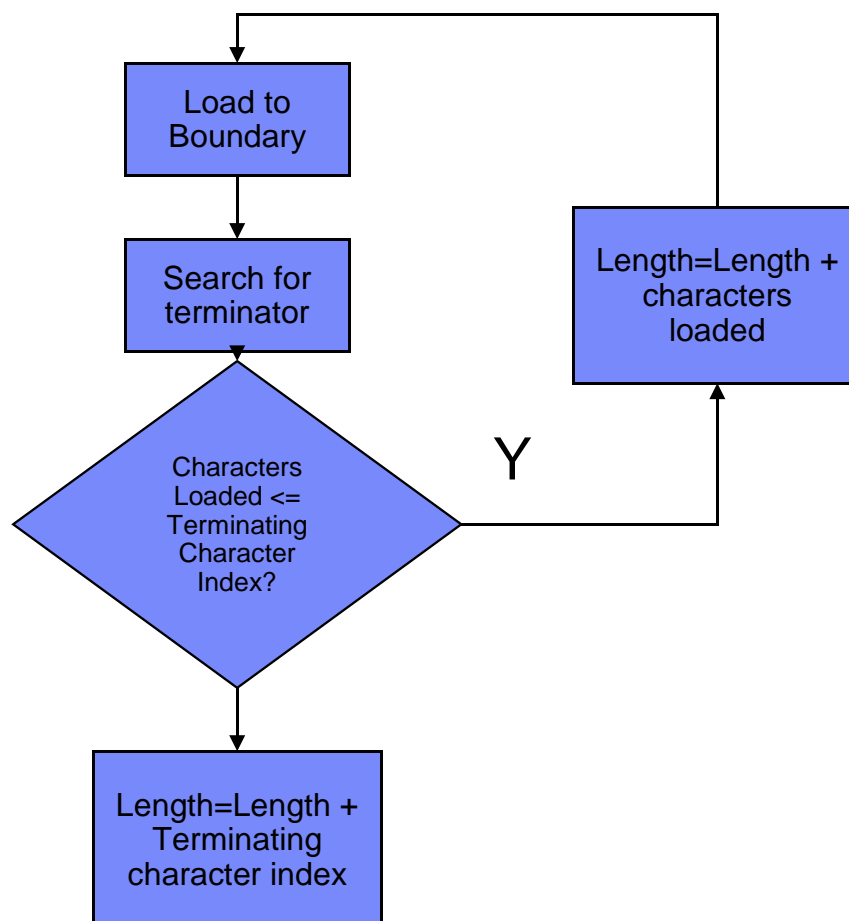 Load to
Boundary
Search for
terminator
Length=Length +
characters
loaded
Characters
Loaded <=
Terminating
Character
Index?
Y
Length=Length +
Terminating
character index